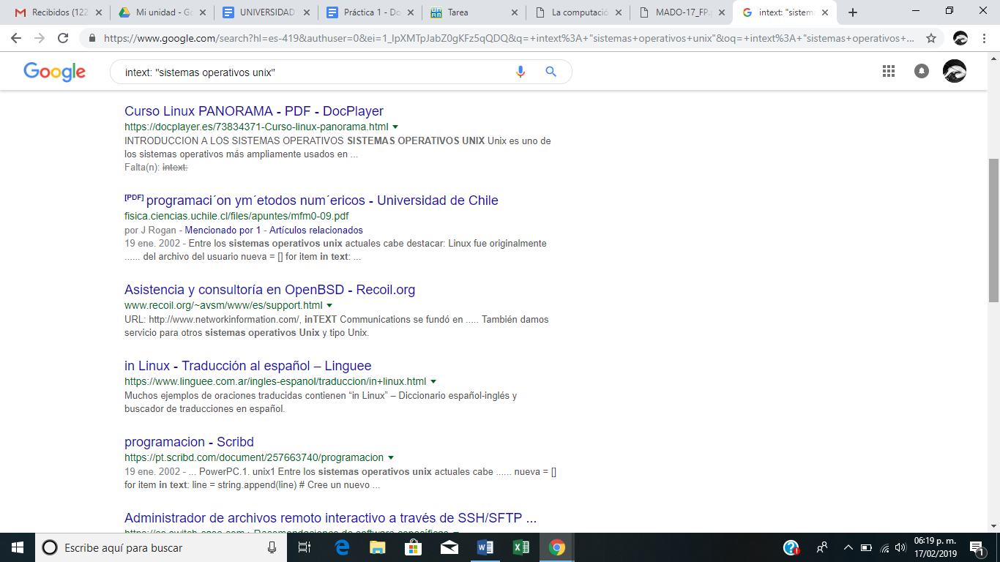 Recibidos (122
Mi unidad - Go
UNIVERSIDAD
Práctica 1 - Do
Tarea
La computació
MADO-17_FP.p
intext: "sistema
https://www.google.com/search?hl=es-419&authuser=0&ei=1_lpXMTpJabZ0gKFz5qQDQ&q=+intext%3A+"sistemas+operativos+unix"&oq=+intext%3A+"sistemas+operativos+...
Google
intext: "sistemas operativos unix"
Curso Linux PANORAMA - PDF - DocPlayer
https://docplayer.es/73834371-Curso-linux-panorama.html
INTRODUCCION A LOS SISTEMAS OPERATIVOS SISTEMAS OPERATIVOS UNIX Unix es uno de
los sistemas operativos más ampliamente usados en ...
Falta(n): intext:
[PDF] programaci´on ym´etodos num´ericos - Universidad de Chile
fisica.ciencias.uchile.cl/files/apuntes/mfm0-09.pdf
por J Rogan - Mencionado por 1 - Artículos relacionados
19 ene. 2002 - Entre los sistemas operativos unix actuales cabe destacar: Linux fue originalmente
...... del archivo del usuario nueva = [] for item in text: ...
Asistencia y consultoría en OpenBSD - Recoil.org
www.recoil.org/~avsm/www/es/support.html
URL: http://www.networkinformation.com/, inTEXT Communications se fundó en ..... También damos
servicio para otros sistemas operativos Unix y tipo Unix.
in Linux - Traducción al español – Linguee
https://www.linguee.com.ar/ingles-espanol/traduccion/in+linux.html
Muchos ejemplos de oraciones traducidas contienen “in Linux” – Diccionario español-inglés y
buscador de traducciones en español.
programacion - Scribd
https://pt.scribd.com/document/257663740/programacion
19 ene. 2002 - ... PowerPC.1. unix1 Entre los sistemas operativos unix actuales cabe ...... nueva = []
for item in text: line = string.append(line) # Cree un nuevo ...
Administrador de archivos remoto interactivo a través de SSH/SFTP ...
Escribe aquí para buscar
06:19 p. m.
17/02/2019
1